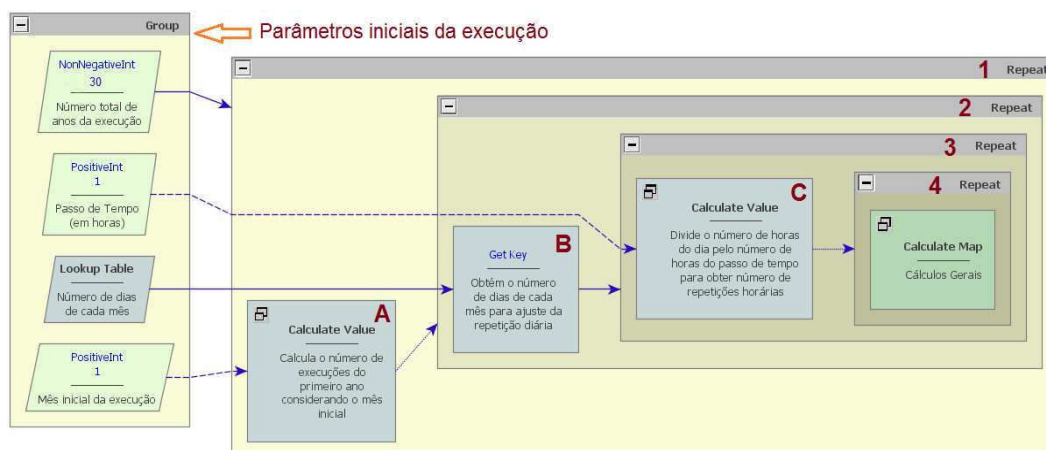 Group
Parâmetros iniciais da execução
NonNegativeInt
30
Número total de
anos da execução
PositiveInt
1
Passo de Tempo
(em horas)
Lookup Table
Número de dias
de cada mês
PositiveInt
1
Mês inicial da execução
1 Repeat
2 Repeat
3 Repeat
4 Repeat
A
Calculate Value
Calcula o número de
execuções do
primeiro ano
considerando o mês
inicial
B
Get Key
Obtém o número
de dias de cada
mês para ajuste da
repetição diária
C
Calculate Value
Divide o número de horas
do dia pelo número de
horas do passo de tempo
para obter número de
repetições horárias
Calculate Map
Cálculos Gerais